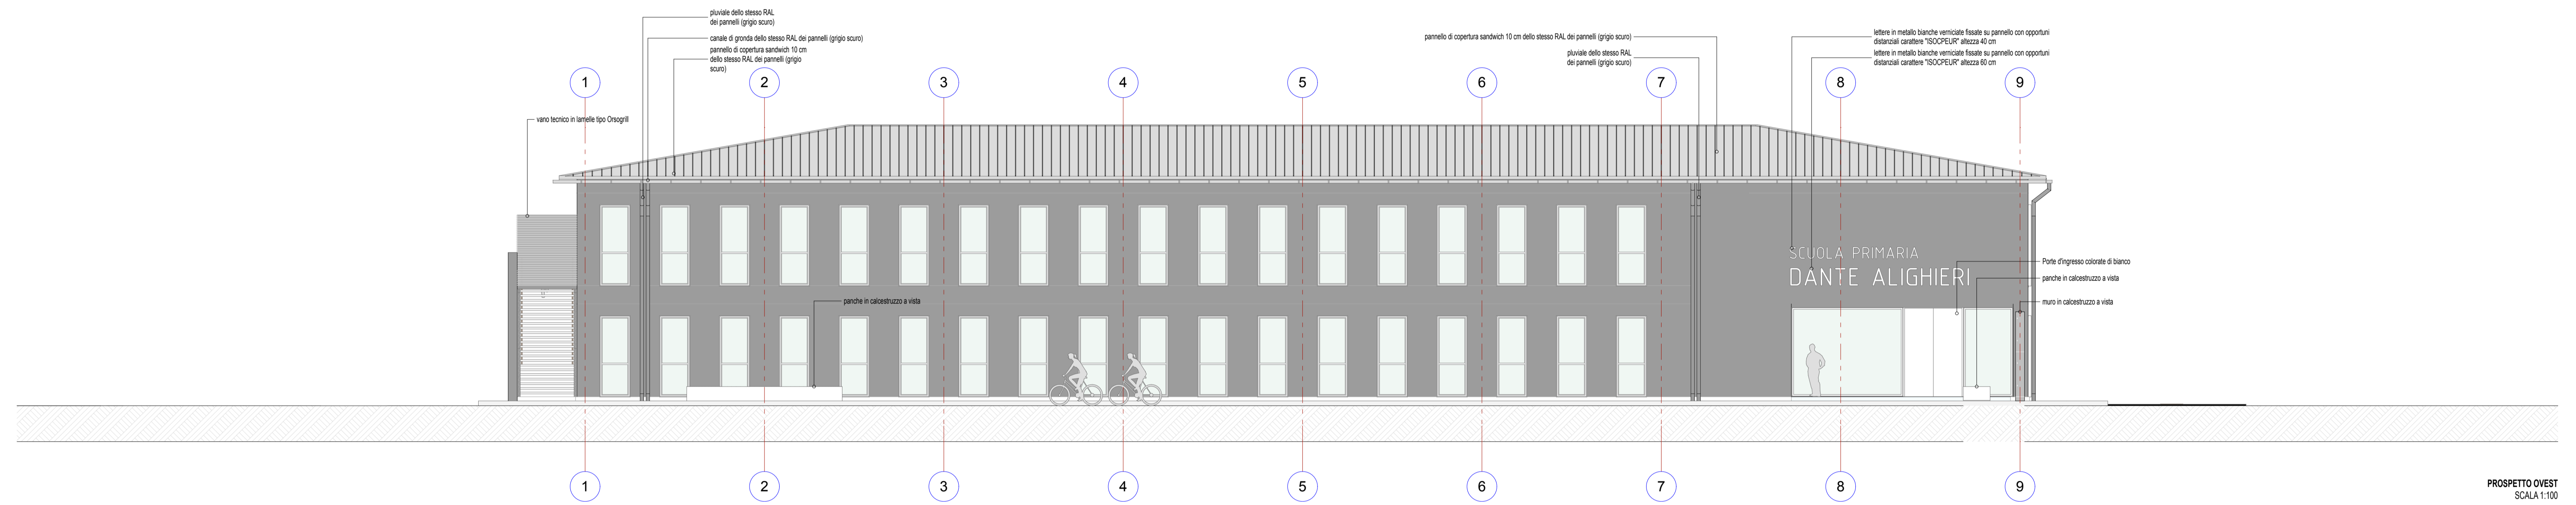 pluviale dello stesso RAL
dei pannelli (grigio scuro)
canale di gronda dello stesso RAL dei pannelli (grigio scuro)
pannello di copertura sandwich 10 cm
dello stesso RAL dei pannelli (grigio
scuro)
pannello di copertura sandwich 10 cm dello stesso RAL dei pannelli (grigio scuro)
pluviale dello stesso RAL
dei pannelli (grigio scuro)
lettere in metallo bianche verniciate fissate su pannello con opportuni
distanziali carattere "ISOCPEUR" altezza 40 cm
lettere in metallo bianche verniciate fissate su pannello con opportuni
distanziali carattere "ISOCPEUR" altezza 60 cm
1 2 3 4 5 6 7 8 9
vano tecnico in lamelle tipo Orsogrill
SCUOLA PRIMARIA
DANTE ALIGHIERI
Porte d'ingresso colorate di bianco
panche in calcestruzzo a vista
muro in calcestruzzo a vista
panche in calcestruzzo a vista
1 2 3 4 5 6 7 8 9
PROSPETTO OVEST
SCALA 1:100